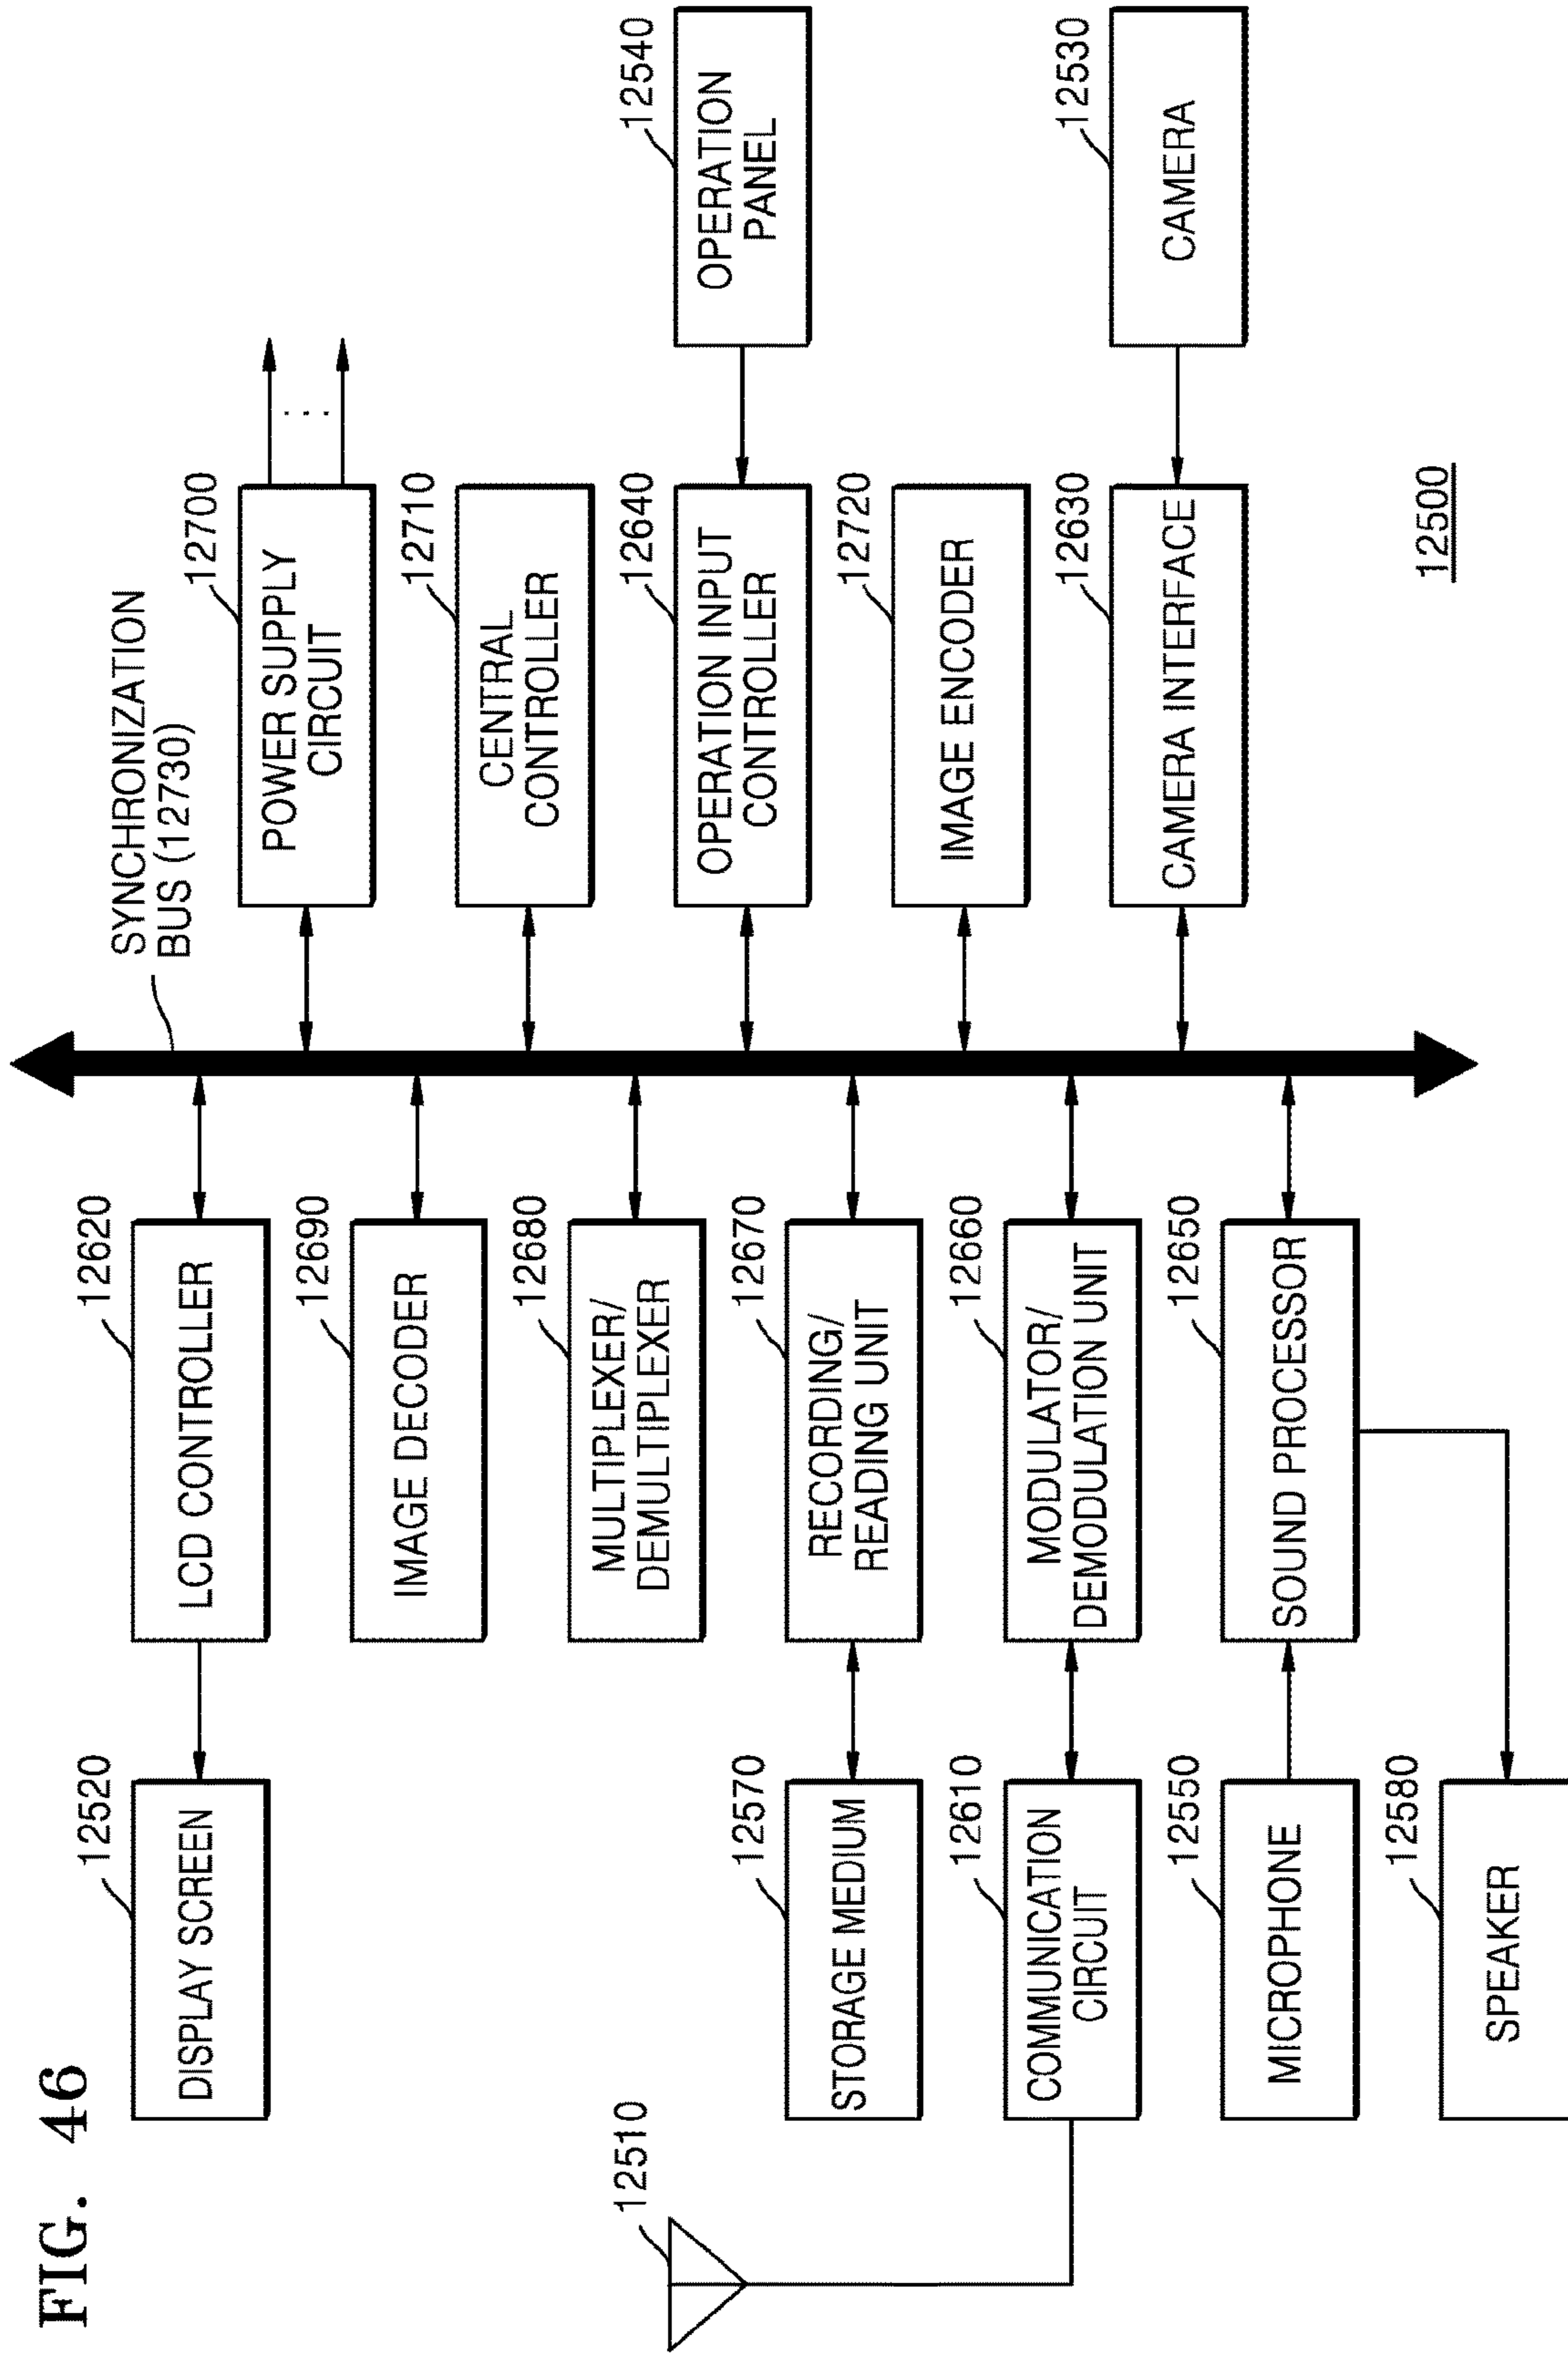 FIG. 46
SYNCHRONIZATION
BUS (12730)
12520
DISPLAY SCREEN
12620
LCD CONTROLLER
12700
POWER SUPPLY
CIRCUIT
12690
IMAGE DECODER
12710
CENTRAL
CONTROLLER
12510
12680
MULTIPLEXER/
DEMULTIPLEXER
12640
OPERATION INPUT
CONTROLLER
12540
OPERATION
PANEL
12570
STORAGE MEDIUM
12670
RECORDING/
READING UNIT
12720
IMAGE ENCODER
12610
COMMUNICATION
CIRCUIT
12660
MODULATOR/
DEMODULATION UNIT
12630
CAMERA INTERFACE
12530
CAMERA
12550
MICROPHONE
12650
SOUND PROCESSOR
12580
SPEAKER
12500